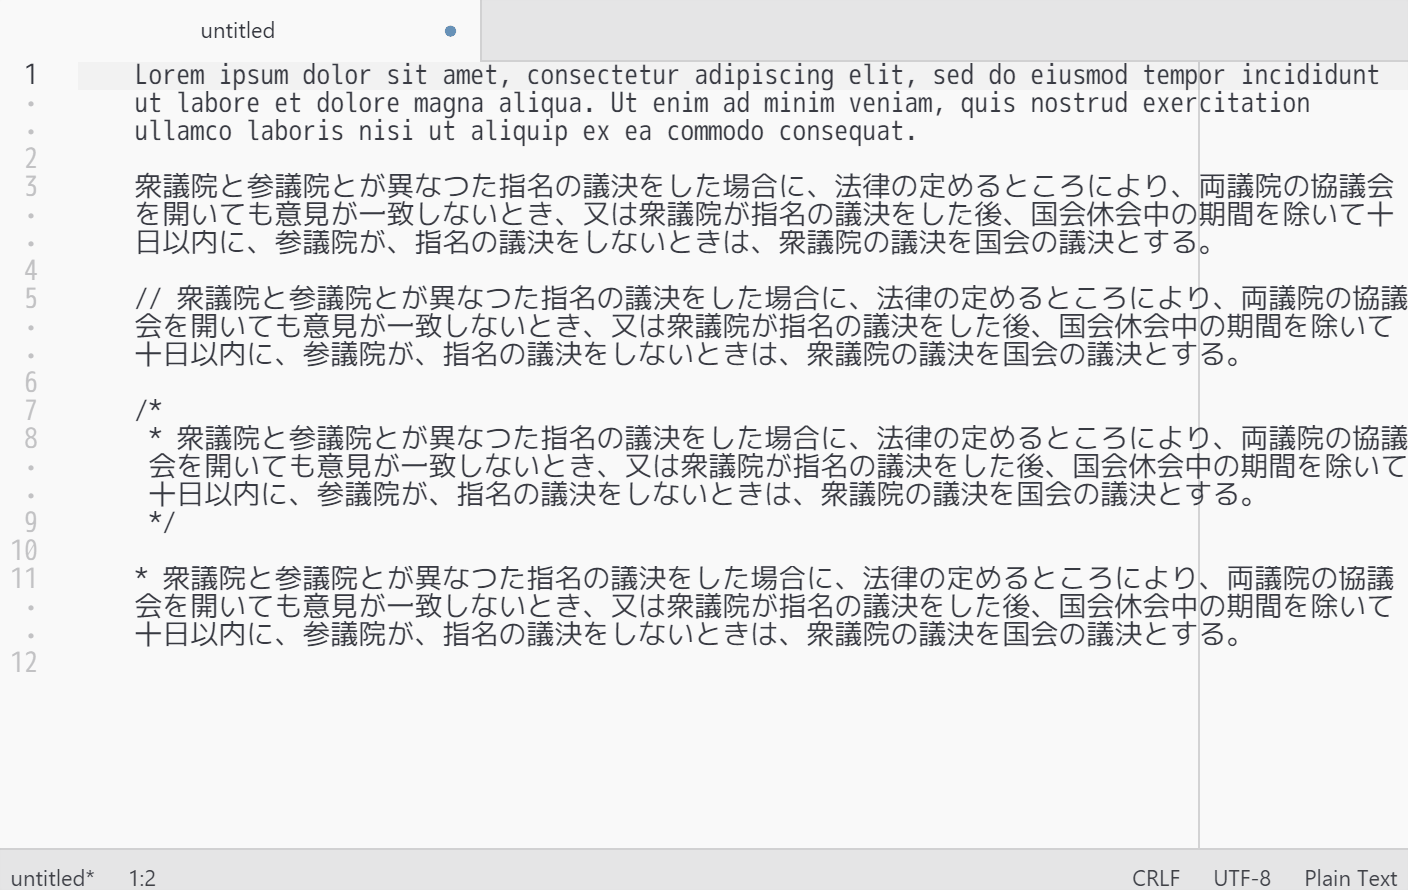 untitled
1 Lorem ipsum dolor sit amet, consectetur adipiscing elit, sed do eiusmod tempor incididunt
• ut labore et dolore magna aliqua. Ut enim ad minim veniam, quis nostrud exercitation
• ullamco laboris nisi ut aliquip ex ea commodo consequat.
2
3 衆議院と参議院とが異なつた指名の議決をした場合に、法律の定めるところにより、両議院の協議会
• を開いても意見が一致しないとき、又は衆議院が指名の議決をした後、国会休会中の期間を除いて十
• 日以内に、参議院が、指名の議決をしないときは、衆議院の議決を国会の議決とする。
4
5 // 衆議院と参議院とが異なつた指名の議決をした場合に、法律の定めるところにより、両議院の協議
• 会を開いても意見が一致しないとき、又は衆議院が指名の議決をした後、国会休会中の期間を除いて
• 十日以内に、参議院が、指名の議決をしないときは、衆議院の議決を国会の議決とする。
6
7 /*
8 * 衆議院と参議院とが異なつた指名の議決をした場合に、法律の定めるところにより、両議院の協議
• 会を開いても意見が一致しないとき、又は衆議院が指名の議決をした後、国会休会中の期間を除いて
• 十日以内に、参議院が、指名の議決をしないときは、衆議院の議決を国会の議決とする。
9 */
10
11 * 衆議院と参議院とが異なつた指名の議決をした場合に、法律の定めるところにより、両議院の協議
• 会を開いても意見が一致しないとき、又は衆議院が指名の議決をした後、国会休会中の期間を除いて
• 十日以内に、参議院が、指名の議決をしないときは、衆議院の議決を国会の議決とする。
12
untitled* 1:2 CRLF UTF-8 Plain Text